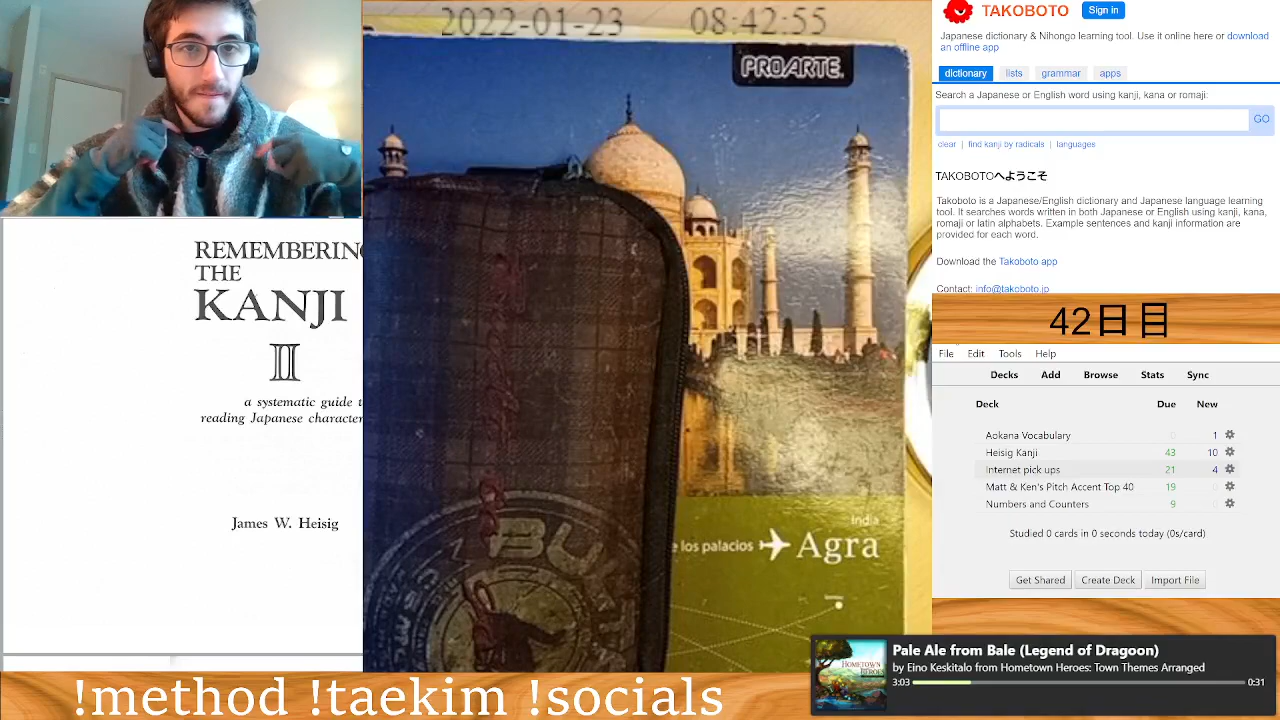 2022-01-23 08:42:55
PROARTE.
India
e los palacios Agra
REMEMBERING
THE
KANJI
II
a systematic guide t
reading Japanese character
James W. Heisig
!method !taekim !socials
TAKOBOTO Sign in
Japanese dictionary & Nihongo learning tool. Use it online here or download
an offline app
dictionary lists grammar apps
Search a Japanese or English word using kanji, kana or romaji:
GO
clear | find kanji by radicals | languages
TAKOBOTOへようこそ
Takoboto is a Japanese/English dictionary and Japanese language learning
tool. It searches words written in both Japanese or English using kanji, kana,
romaji or latin alphabets. Example sentences and kanji information are
provided for each word.
Download the Takoboto app
Contact: info@takoboto.jp
42日目
File Edit Tools Help
Decks Add Browse Stats Sync
Deck Due New
Aokana Vocabulary 0 1
Heisig Kanji 43 10
Internet pick ups 21 4
Matt & Ken's Pitch Accent Top 40 19 0
Numbers and Counters 9 0
Studied 0 cards in 0 seconds today (0s/card)
Get Shared Create Deck Import File
HOMETOWN
HEROES
Pale Ale from Bale (Legend of Dragoon)
by Eino Keskitalo from Hometown Heroes: Town Themes Arranged
3:03 0:31